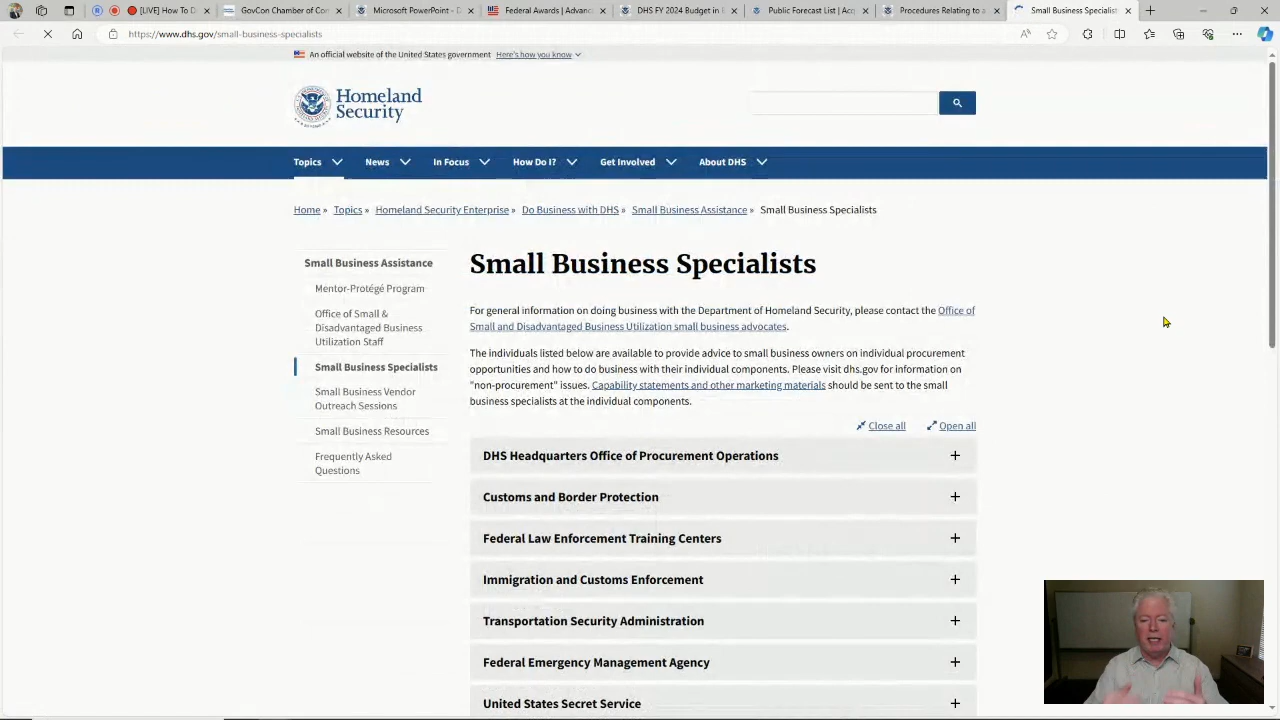 How To D
GovCon Chamber of C
[LIVE] How To
[2024] Advanced
DHS FY 2024 Budget in
Public Forecast List | Acq
Procedures Relating to
Small Business Specialists
https://www.dhs.gov/small-business-specialists
An official website of the United States government Here's how you know
Homeland
Security
Topics News In Focus How Do I? Get Involved About DHS
Home » Topics » Homeland Security Enterprise » Do Business with DHS » Small Business Assistance » Small Business Specialists
Small Business Assistance
Mentor-Protégé Program
Office of Small &
Disadvantaged Business
Utilization Staff
Small Business Specialists
Small Business Vendor
Outreach Sessions
Small Business Resources
Frequently Asked
Questions
Small Business Specialists
For general information on doing business with the Department of Homeland Security, please contact the Office of
Small and Disadvantaged Business Utilization small business advocates.
The individuals listed below are available to provide advice to small business owners on individual procurement
opportunities and how to do business with their individual components. Please visit dhs.gov for information on
"non-procurement" issues. Capability statements and other marketing materials should be sent to the small
business specialists at the individual components.
Close all Open all
DHS Headquarters Office of Procurement Operations
Customs and Border Protection
Federal Law Enforcement Training Centers
Immigration and Customs Enforcement
Transportation Security Administration
Federal Emergency Management Agency
United States Secret Service